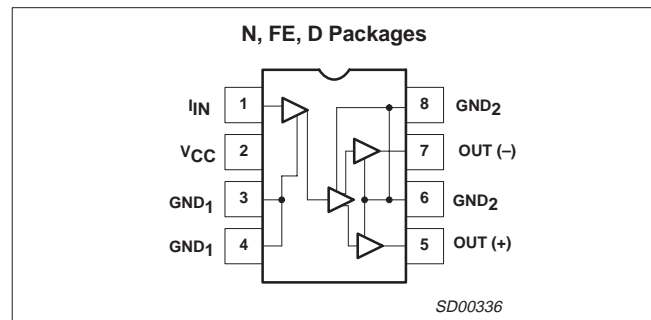 N, FE, D Packages
IIN 1 8 GND2
VCC 2 7 OUT (–)
GND1 3 6 GND2
GND1 4 5 OUT (+)
SD00336